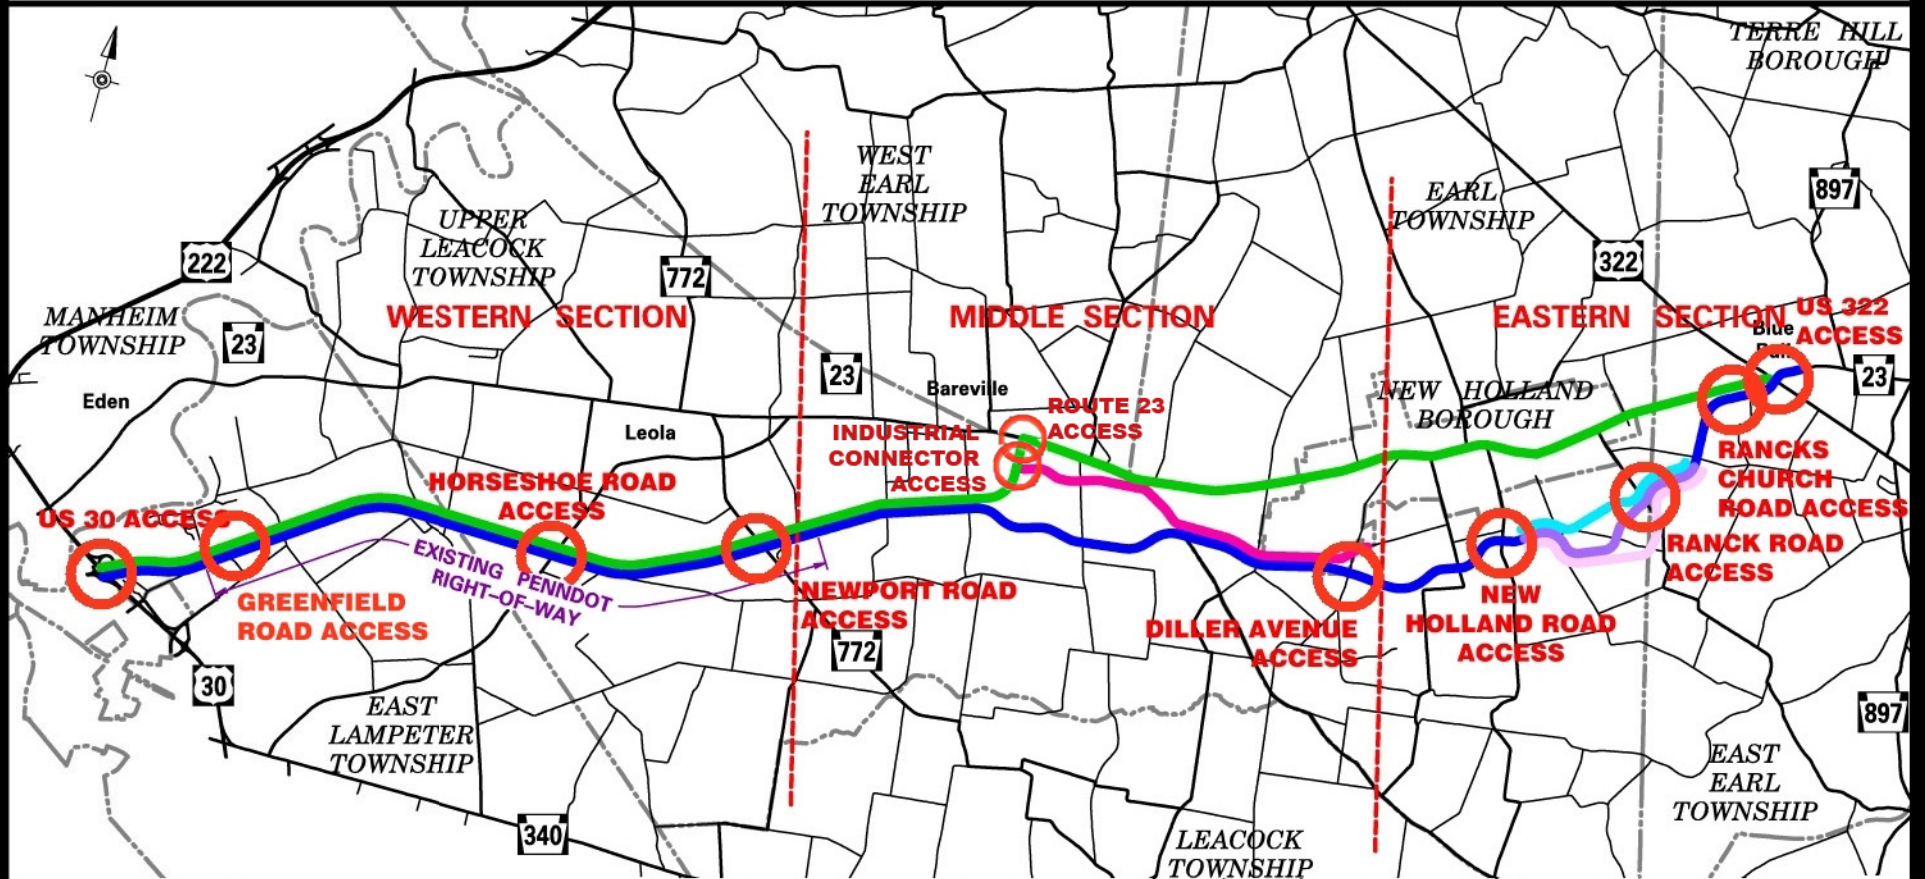 TERRE HILL
BOROUGH
WEST
EARL
TOWNSHIP
897
EARL
TOWNSHIP
UPPER
LEACOCK
TOWNSHIP
222
322
772
MANHEIM
TOWNSHIP
23
WESTERN SECTION
MIDDLE SECTION
EASTERN SECTION
US 322
ACCESS
Blue
23
Bareville
23
Eden
NEW HOLLAND
BOROUGH
ROUTE 23
ACCESS
Leola
INDUSTRIAL
CONNECTOR
ACCESS
RANCKS
CHURCH
ROAD ACCESS
HORSESHOE ROAD
ACCESS
US 30 ACCESS
RANCK ROAD
ACCESS
EXISTING PENNDOT
RIGHT-OF-WAY
GREENFIELD
ROAD ACCESS
NEWPORT ROAD
ACCESS
NEW
HOLLAND ROAD
ACCESS
DILLER AVENUE
ACCESS
772
30
897
EAST
LAMPETER
TOWNSHIP
EAST
EARL
TOWNSHIP
340
LEACOCK
TOWNSHIP